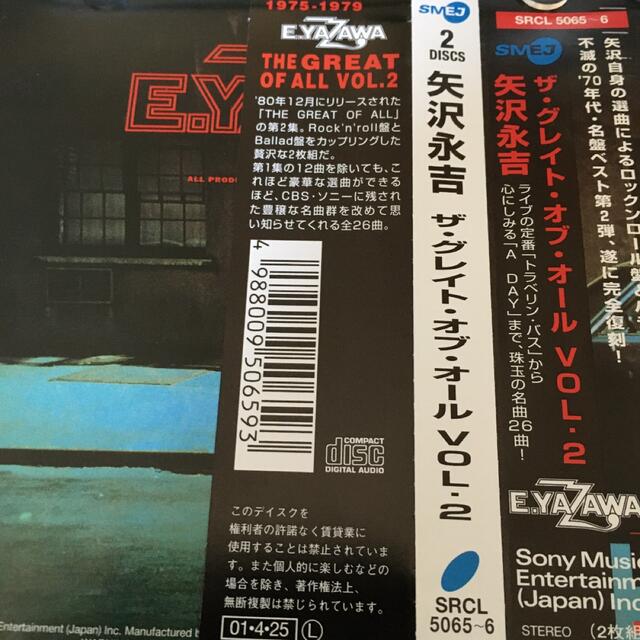 E.YA
ALL PRODU
Entertainment (Japan) Inc. Manufactured b
1975-1979
E.YAZAWA
THE GREAT
OF ALL VOL.2
'80年12月にリリースされた
「THE GREAT OF ALL」
の第2集。Rock'n'roll盤と
Ballad盤をカップリングした
贅沢な2枚組だ。
第1集の12曲を除いても、こ
れほど豪華な選曲ができる
ほど、CBS・ソニーに残され
た豊穣な名曲群を改めて思
い知らせてくれる全26曲。
4 988009 506593
COMPACT
disc
DIGITAL AUDIO
このディスクを
権利者の許諾なく賃貸業に
使用することは禁止されていま
す。また個人的に楽しむなどの
場合を除き、著作権法上、
無断複製は禁じられています。
01・4・25 L
SMEJ
2
DISCS
矢沢永吉 ザ・グレイト・オブ・オール VOL.2
SRCL
5065~6
SRCL 5065~6
SMEJ
矢沢自身の選曲によるロックンロール盤と
不滅の'70年代・名盤ベスト第2弾、遂に完全復刻!
ザ・グレイト・オブ・オール VOL.2
矢沢永吉
ライブの定番「トラベリン・バス」から
心にしみる「A DAY」まで、珠玉の名曲26曲!
E.YAZAWA
Sony Music
Entertainm
(Japan) Inc.
STEREO (2枚組